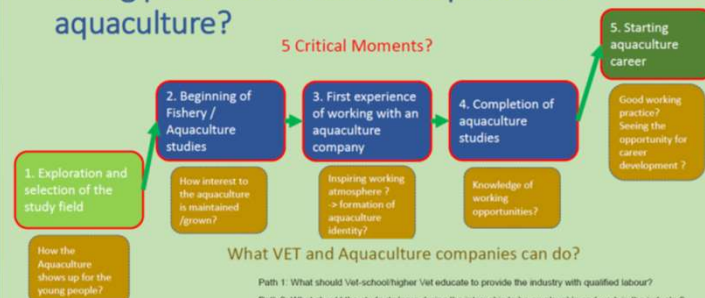 aquaculture?
5 Critical Moments?
5. Starting
aquaculture
career
2. Beginning of
Fishery /
Aquaculture
studies
3. First experience
of working with an
aquaculture
company
4. Completion of
aquaculture
studies
Good working
practice?
Seeing the
opportunity for
career
development ?
1. Exploration and
selection of the
study field
How interest to
the aquaculture
is maintained
/grown?
Inspiring working
atmosphere ?
-> formation of
aquaculture
identity?
Knowledge of
working
opportunities?
How the
Aquaculture
shows up for the
young people?
What VET and Aquaculture companies can do?
Path 1: What should Vet-school/higher Vet educate to provide the industry with qualified labour?